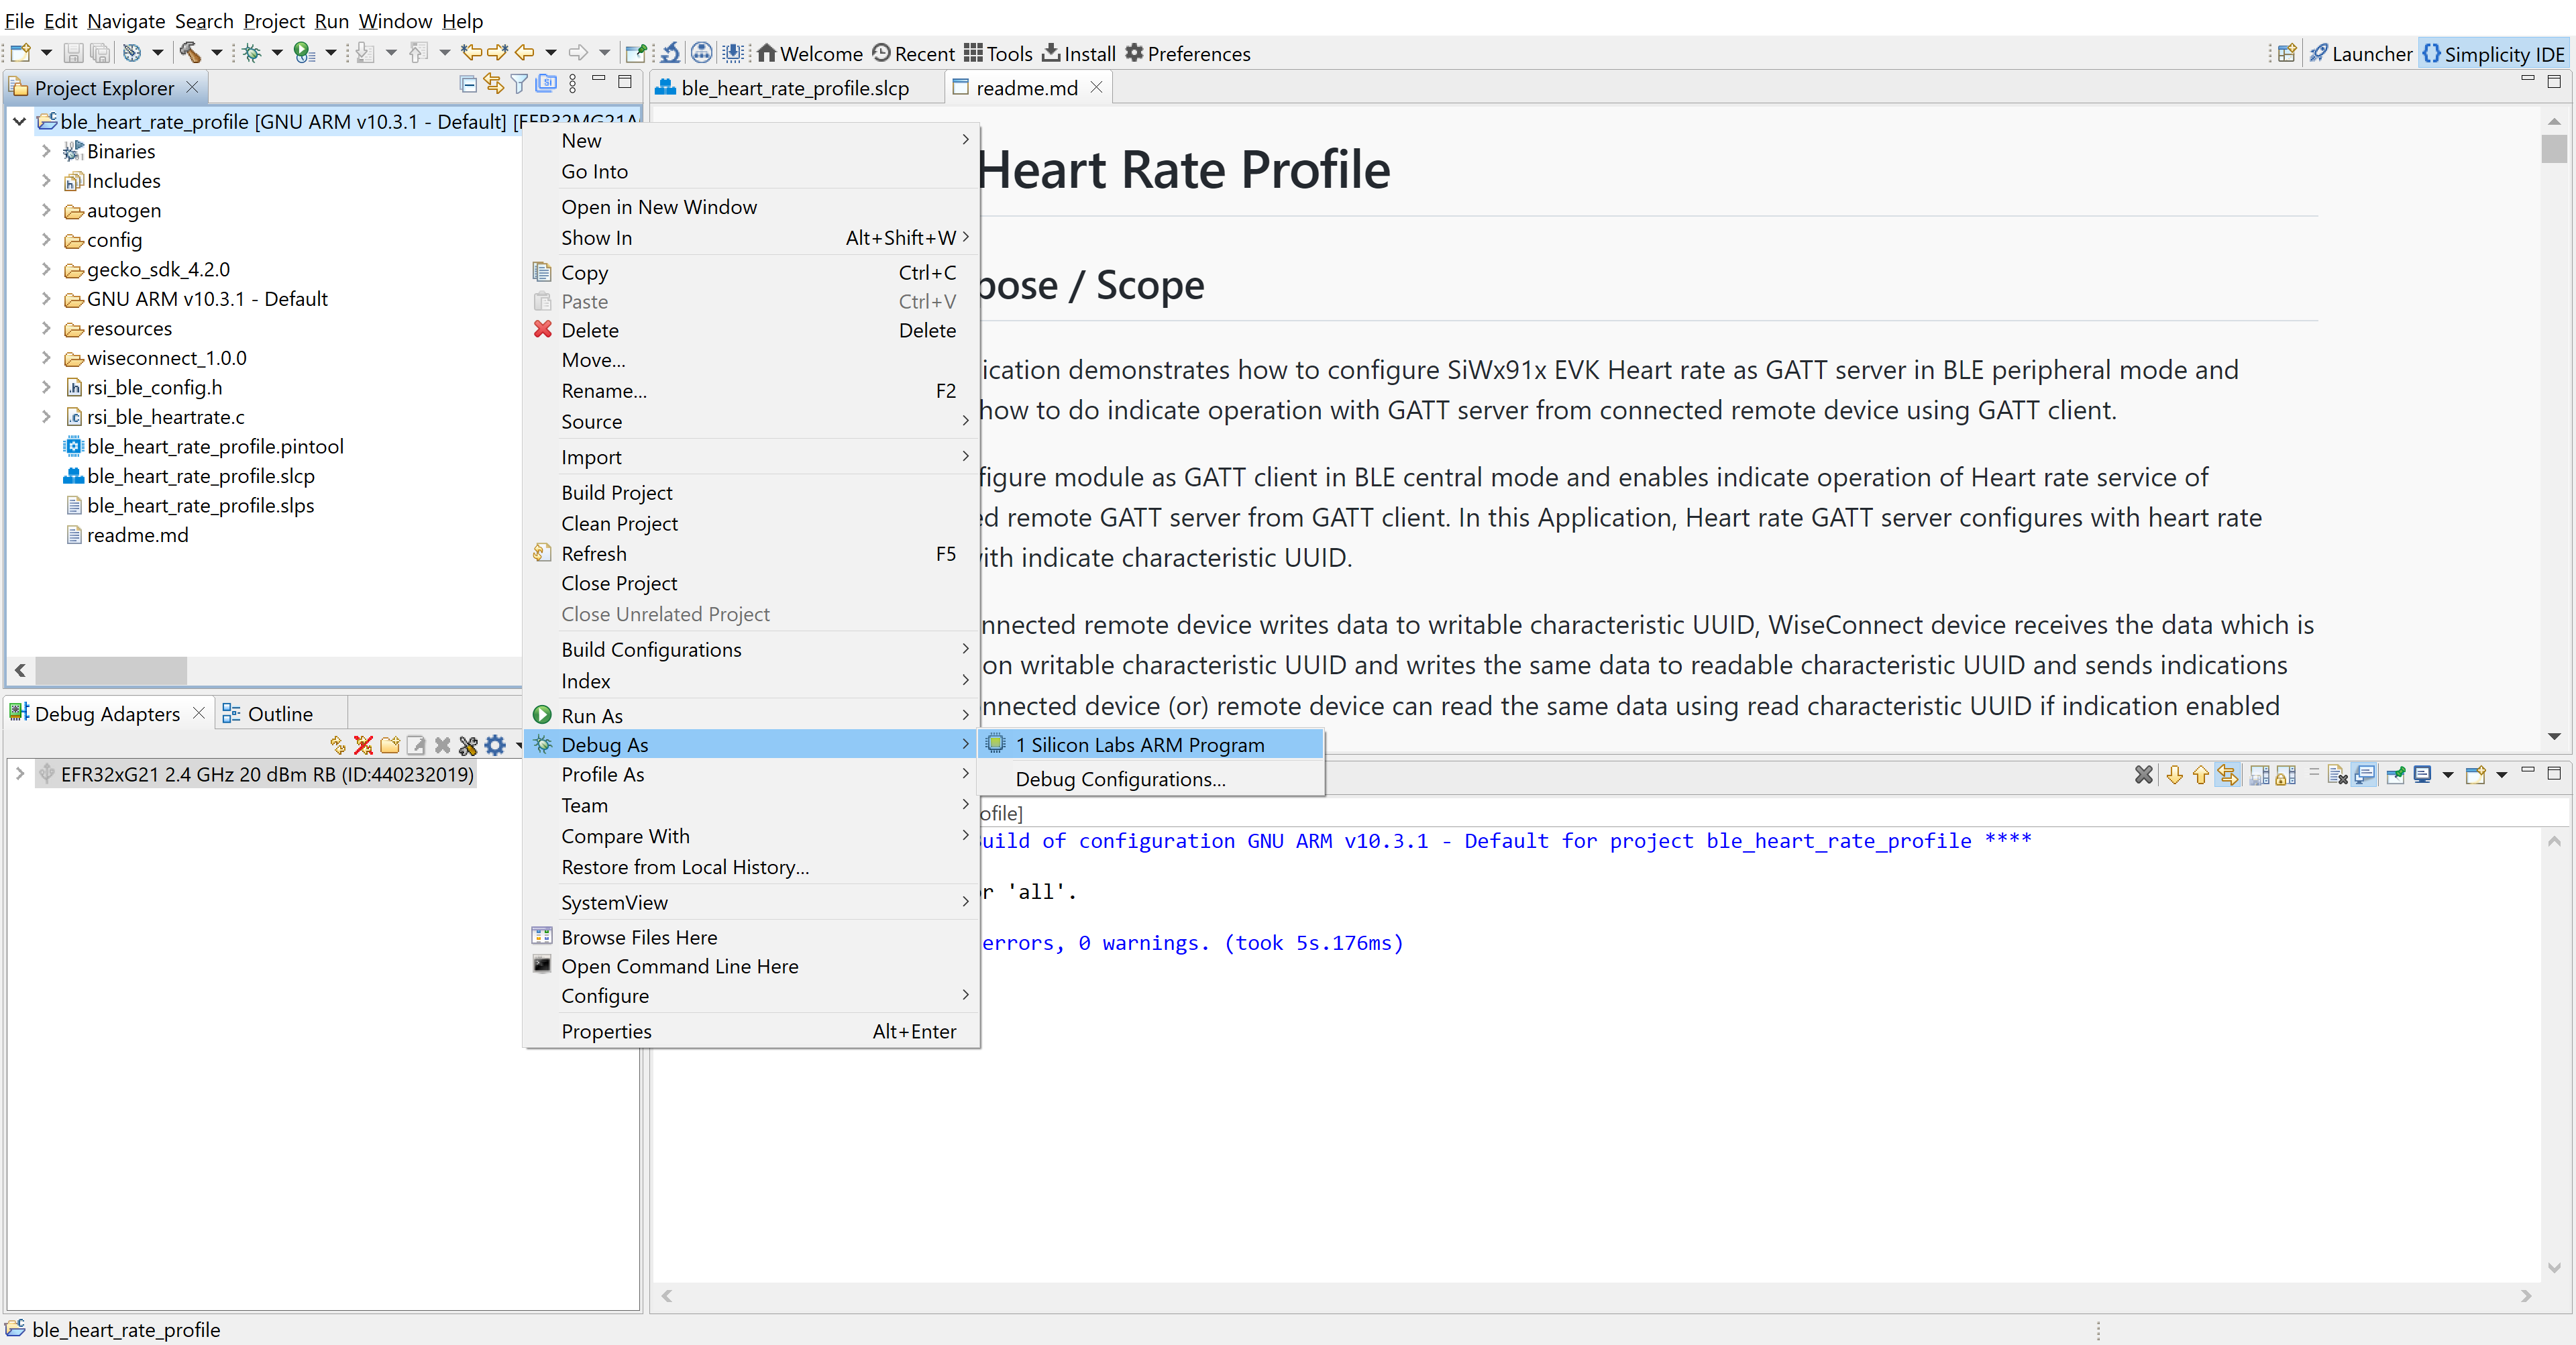 File Edit Navigate Search Project Run Window Help
Welcome Recent Tools Install Preferences Launcher {} Simplicity IDE
Project Explorer
ble_heart_rate_profile [GNU ARM v10.3.1 - Default] [EFR32MG21A
Binaries
Includes
autogen
config
gecko_sdk_4.2.0
GNU ARM v10.3.1 - Default
resources
wiseconnect_1.0.0
rsi_ble_config.h
rsi_ble_heartrate.c
ble_heart_rate_profile.pintool
ble_heart_rate_profile.slcp
ble_heart_rate_profile.slps
readme.md
Debug Adapters Outline
EFR32xG21 2.4 GHz 20 dBm RB (ID:440232019)
New
Go Into
Open in New Window
Show In Alt+Shift+W
Copy Ctrl+C
Paste Ctrl+V
Delete Delete
Move...
Rename... F2
Source
Import
Build Project
Clean Project
Refresh F5
Close Project
Close Unrelated Project
Build Configurations
Index
Run As
Debug As
Profile As
Team
Compare With
Restore from Local History...
SystemView
Browse Files Here
Open Command Line Here
Configure
Properties Alt+Enter
1 Silicon Labs ARM Program
Debug Configurations...
ble_heart_rate_profile.slcp readme.md
Heart Rate Profile
pose / Scope
ication demonstrates how to configure SiWx91x EVK Heart rate as GATT server in BLE peripheral mode and
how to do indicate operation with GATT server from connected remote device using GATT client.
figure module as GATT client in BLE central mode and enables indicate operation of Heart rate service of
ed remote GATT server from GATT client. In this Application, Heart rate GATT server configures with heart rate
ith indicate characteristic UUID.
nnected remote device writes data to writable characteristic UUID, WiseConnect device receives the data which is
on writable characteristic UUID and writes the same data to readable characteristic UUID and sends indications
nnected device (or) remote device can read the same data using read characteristic UUID if indication enabled
ofile]
uild of configuration GNU ARM v10.3.1 - Default for project ble_heart_rate_profile ****
r 'all'.
errors, 0 warnings. (took 5s.176ms)
ble_heart_rate_profile